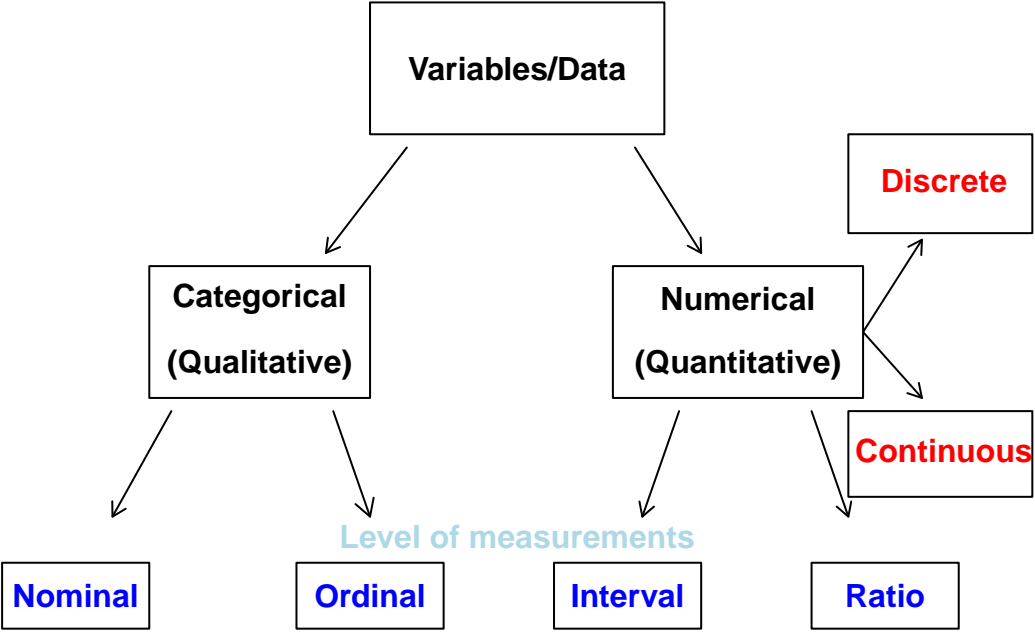 Variables/Data
Discrete
Categorical
(Qualitative)
Numerical
(Quantitative)
Continuous
Level of measurements
Nominal
Ordinal
Interval
Ratio